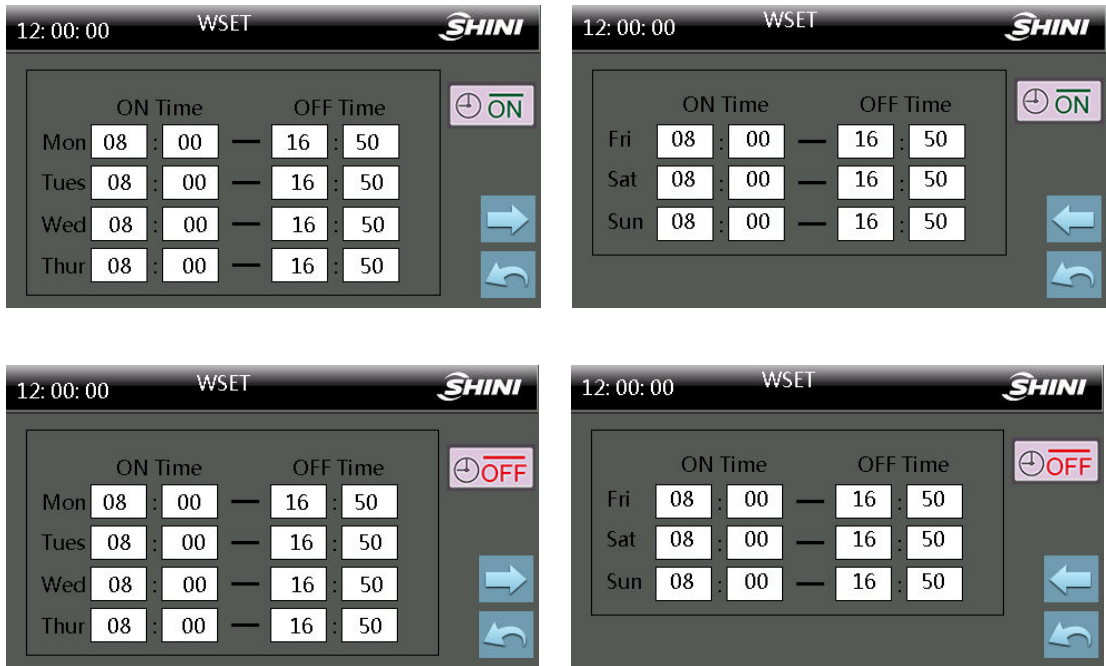 12: 00: 00 WSET SHINI
ON Time OFF Time ON
Mon 08 : 00 — 16 : 50
Tues 08 : 00 — 16 : 50
Wed 08 : 00 — 16 : 50
Thur 08 : 00 — 16 : 50
12: 00: 00 WSET SHINI
ON Time OFF Time ON
Fri 08 : 00 — 16 : 50
Sat 08 : 00 — 16 : 50
Sun 08 : 00 — 16 : 50
12: 00: 00 WSET SHINI
ON Time OFF Time OFF
Mon 08 : 00 — 16 : 50
Tues 08 : 00 — 16 : 50
Wed 08 : 00 — 16 : 50
Thur 08 : 00 — 16 : 50
12: 00: 00 WSET SHINI
ON Time OFF Time OFF
Fri 08 : 00 — 16 : 50
Sat 08 : 00 — 16 : 50
Sun 08 : 00 — 16 : 50